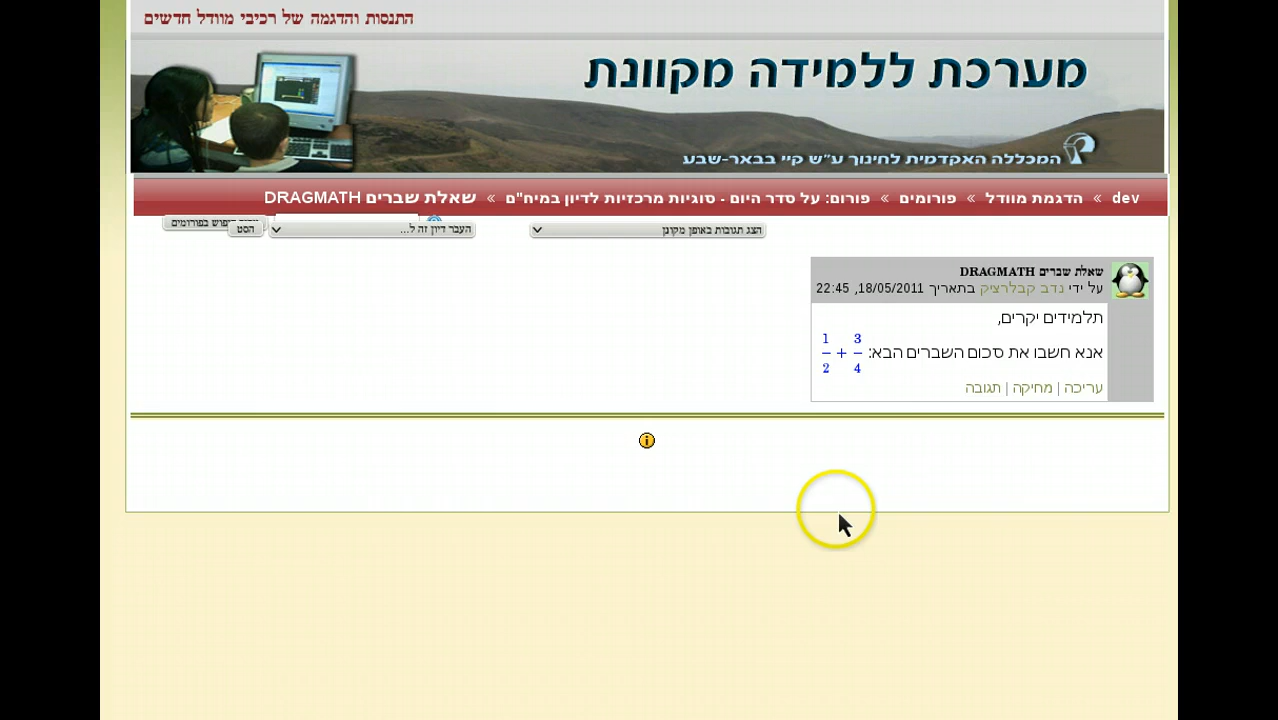 התנסות והדגמה של רכיבי מוודל חדשים
מערכת ללמידה מקוונת
המכללה האקדמית לחינוך ע"ש קיי בבאר-שבע
dev » הדגמת מוודל » פורומים » פורום: על סדר היום - סוגיות מרכזיות לדיון במיח"ם » שאלת שברים DRAGMATH
חיפוש בפורומים
הצג תגובות באופן מקונן העבר דיון זה ל... הסט
שאלת שברים DRAGMATH
על ידי נדב קבלרציק בתאריך 18/05/2011, 22:45
תלמידים יקרים,
אנא חשבו את סכום השברים הבא: 1/2 + 3/4
עריכה | מחיקה | תגובה